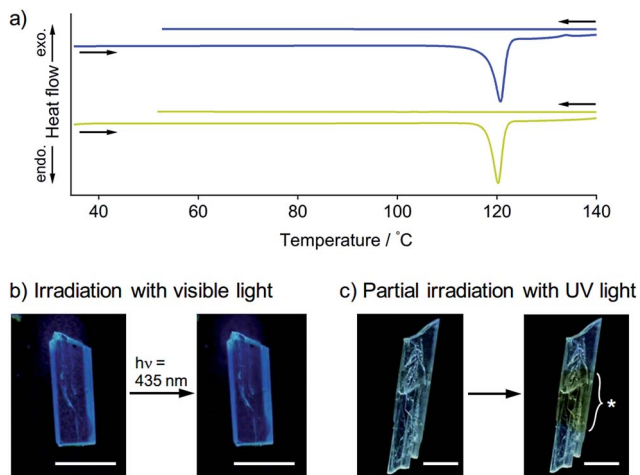 a)
exo.
Heat flow
endo.
40 60 80 100 120 140
Temperature / °C
b) Irradiation with visible light
c) Partial irradiation with UV light
hν =
435 nm
*